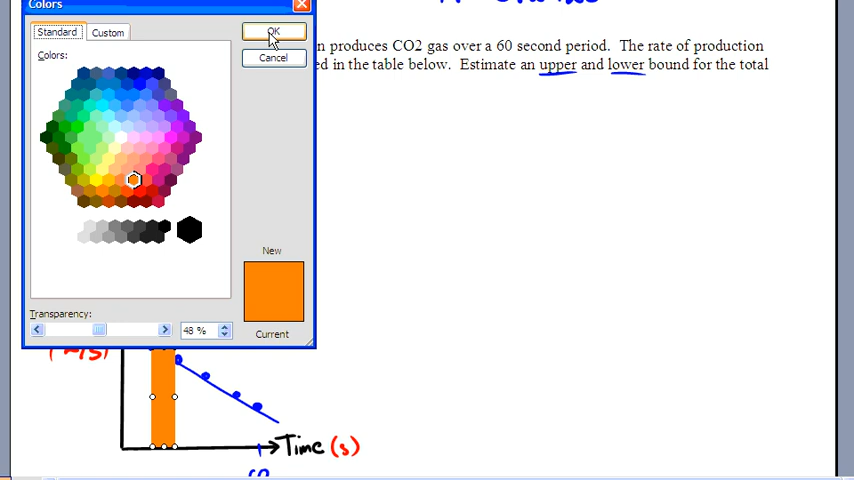 Colors
Standard Custom
OK
Colors:
Cancel
n produces CO2 gas over a 60 second period. The rate of production
ed in the table below. Estimate an upper and lower bound for the total
New
Transparency:
48 %
Current
Time (s)
60